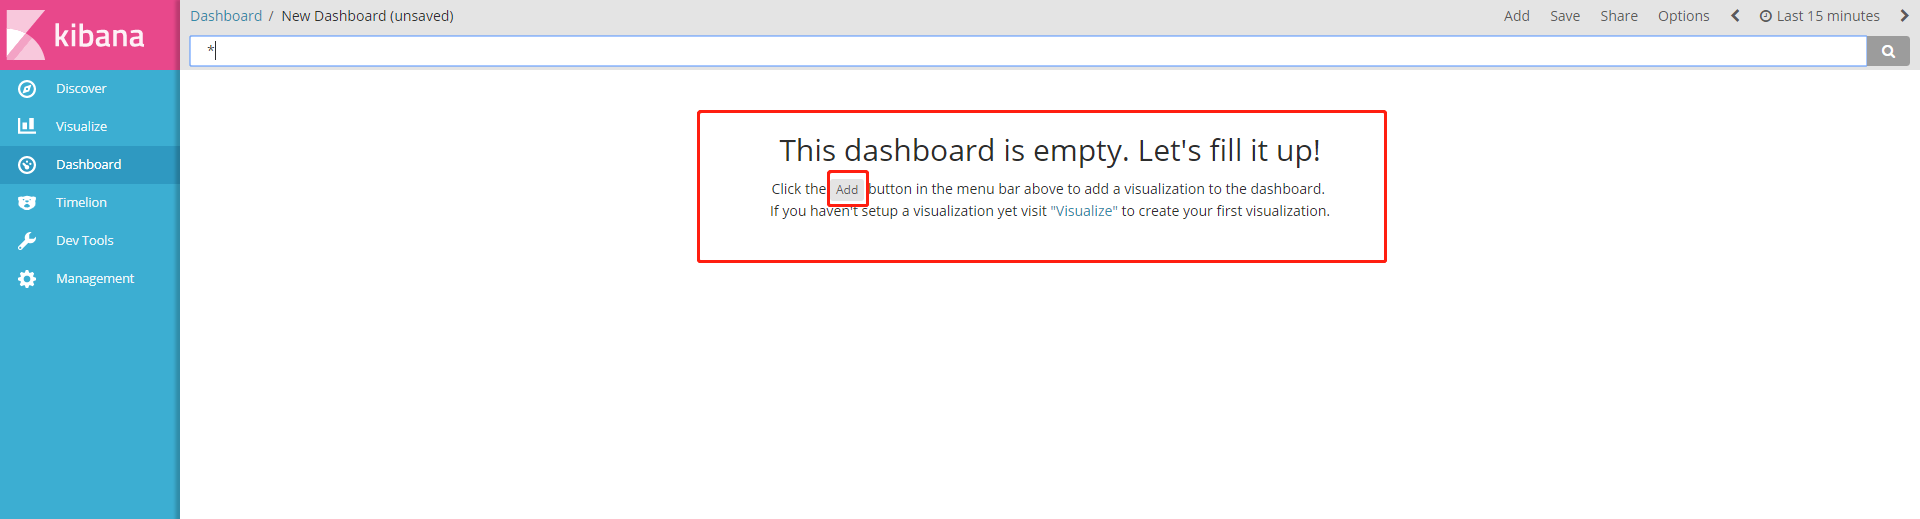 kibana
Dashboard / New Dashboard (unsaved)
Add Save Share Options Last 15 minutes
*
Discover
Visualize
Dashboard
Timelion
Dev Tools
Management
This dashboard is empty. Let's fill it up!
Click the Add button in the menu bar above to add a visualization to the dashboard.
If you haven't setup a visualization yet visit "Visualize" to create your first visualization.